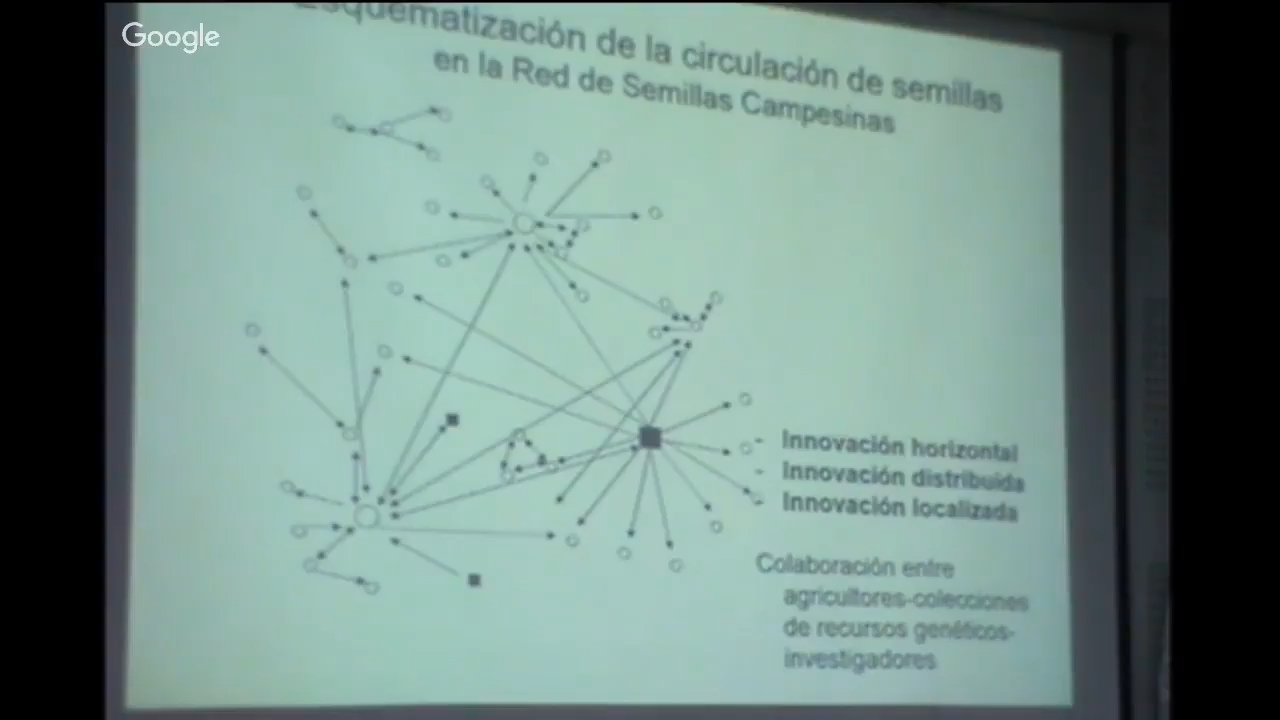 Google
Esquematización de la circulación de semillas
en la Red de Semillas Campesinas
- Innovación horizontal
- Innovación distribuida
- Innovación localizada
Colaboración entre
agricultores-colecciones
de recursos genéticos-
investigadores